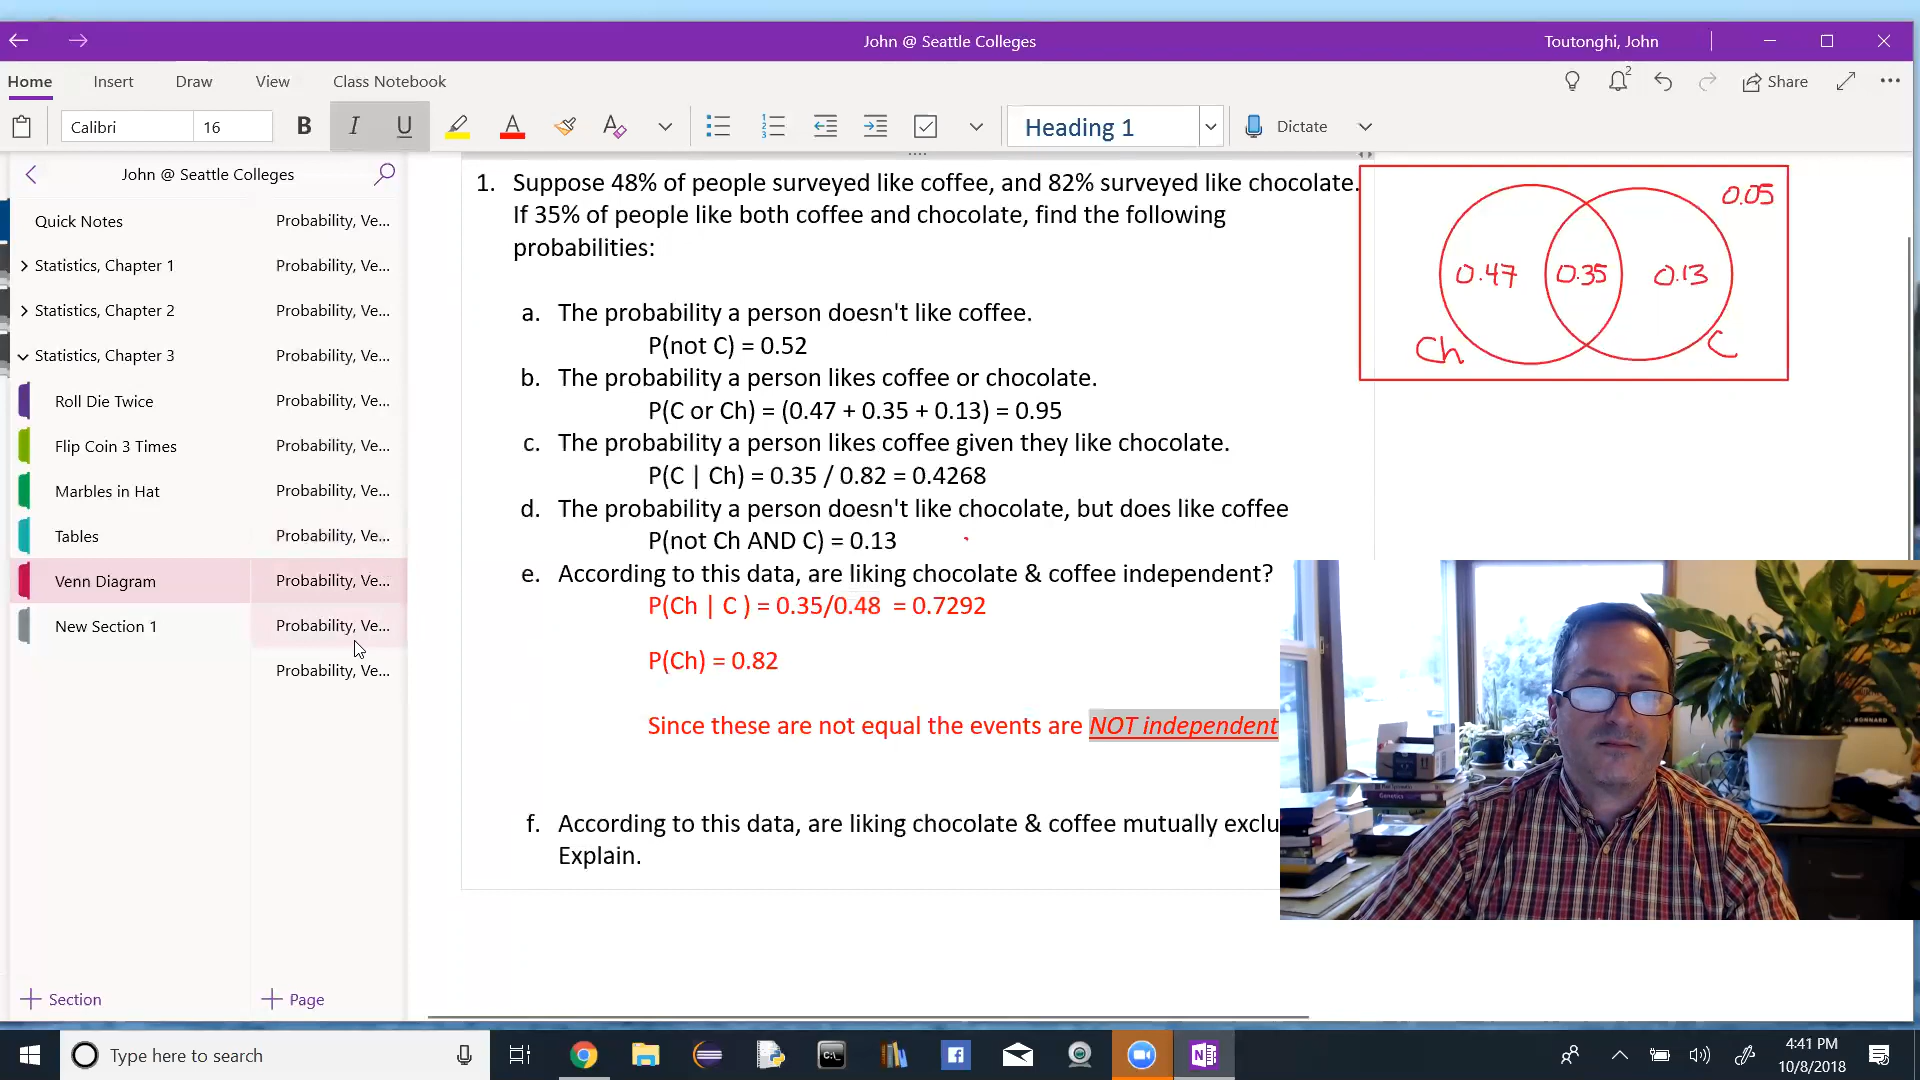 John @ Seattle Colleges
Toutonghi, John
Home Insert Draw View Class Notebook
2
Share
Calibri 16 B I U A
Heading 1
Dictate
John @ Seattle Colleges
Quick Notes
Statistics, Chapter 1
Statistics, Chapter 2
Statistics, Chapter 3
Roll Die Twice
Flip Coin 3 Times
Marbles in Hat
Tables
Venn Diagram
New Section 1
Probability, Ve...
Probability, Ve...
Probability, Ve...
Probability, Ve...
Probability, Ve...
Probability, Ve...
Probability, Ve...
Probability, Ve...
Probability, Ve...
Probability, Ve...
Probability, Ve...
Section
Page
1. Suppose 48% of people surveyed like coffee, and 82% surveyed like chocolate.
If 35% of people like both coffee and chocolate, find the following
probabilities:
a. The probability a person doesn't like coffee.
P(not C) = 0.52
b. The probability a person likes coffee or chocolate.
P(C or Ch) = (0.47 + 0.35 + 0.13) = 0.95
c. The probability a person likes coffee given they like chocolate.
P(C | Ch) = 0.35 / 0.82 = 0.4268
d. The probability a person doesn't like chocolate, but does like coffee
P(not Ch AND C) = 0.13
e. According to this data, are liking chocolate & coffee independent?
P(Ch | C ) = 0.35/0.48 = 0.7292
P(Ch) = 0.82
Since these are not equal the events are NOT independent
f. According to this data, are liking chocolate & coffee mutually exclu
Explain.
0.05
0.47 0.35 0.13
Ch C
Genetics
BONNARD
Type here to search
4:41 PM
10/8/2018